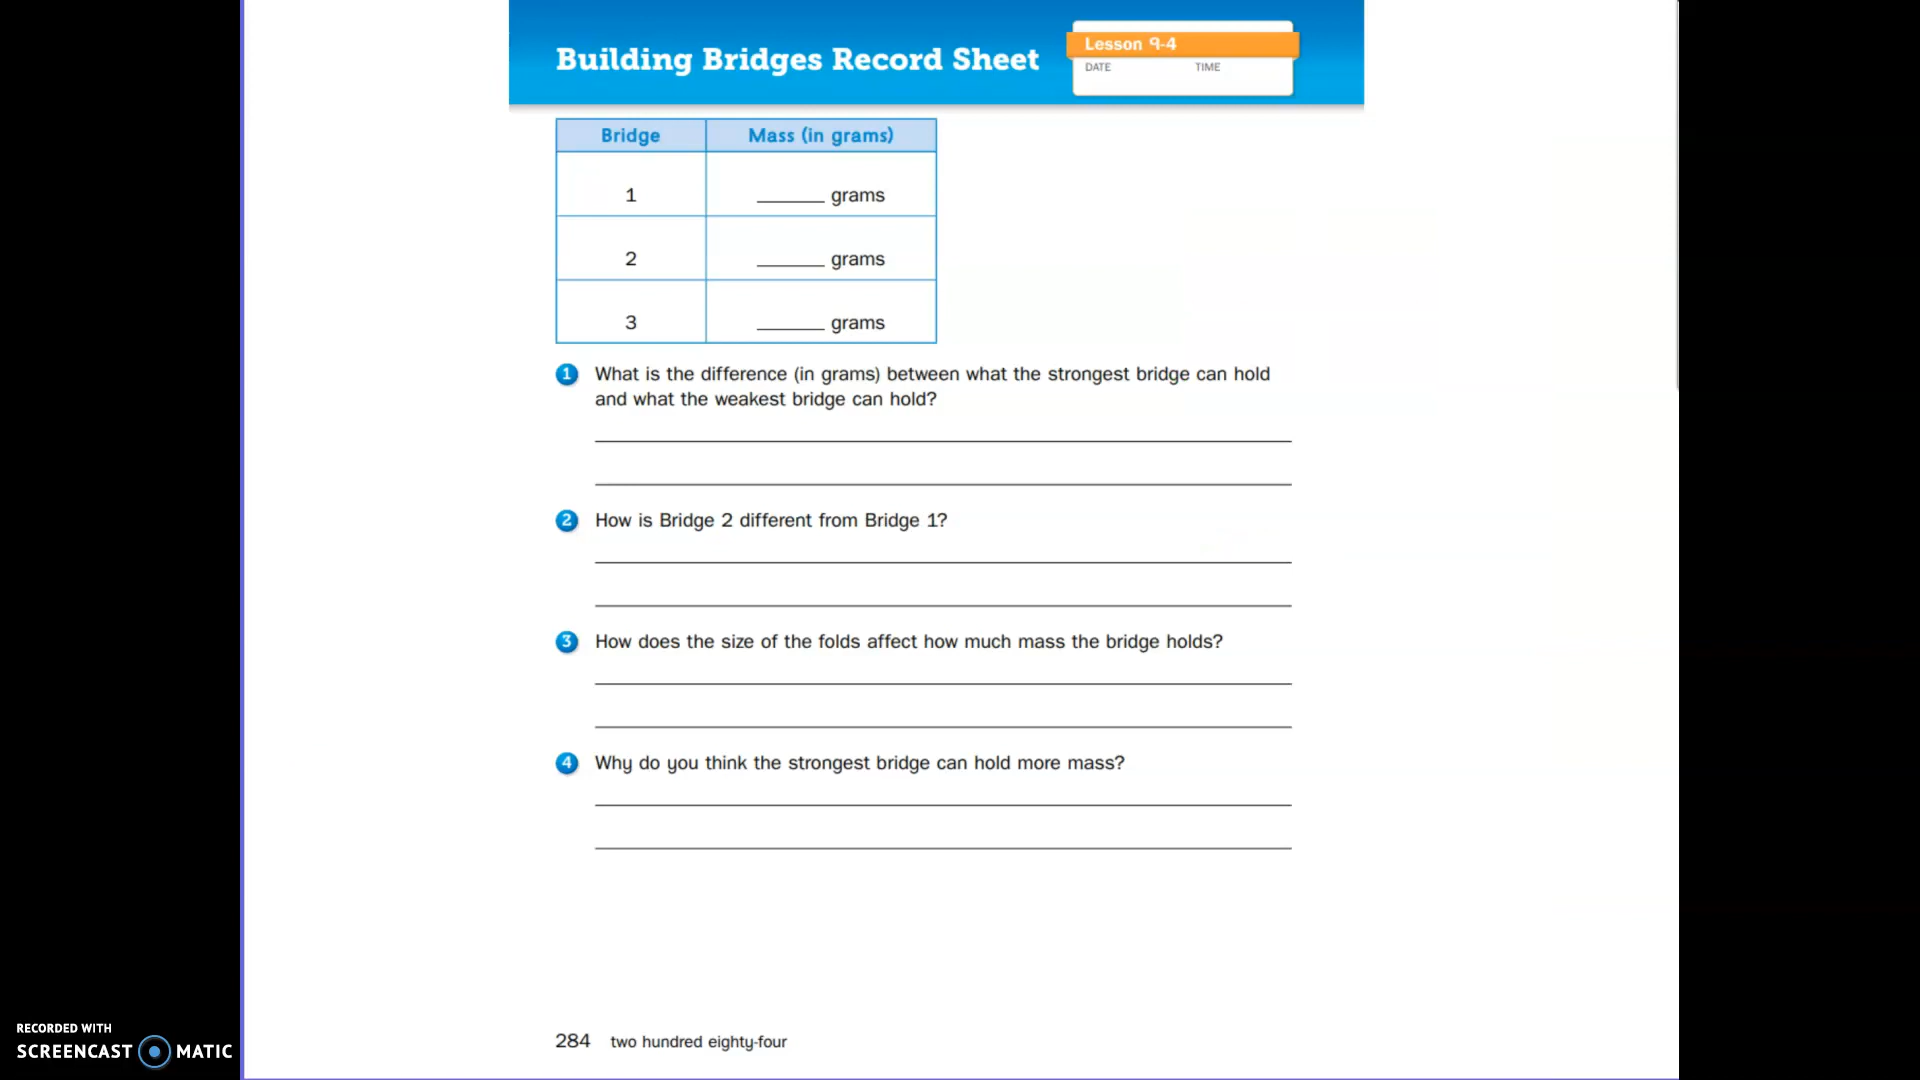 Building Bridges Record Sheet
Lesson 9-4
DATE TIME
Bridge Mass (in grams)
1 _______ grams
2 _______ grams
3 _______ grams
1 What is the difference (in grams) between what the strongest bridge can hold
and what the weakest bridge can hold?
2 How is Bridge 2 different from Bridge 1?
3 How does the size of the folds affect how much mass the bridge holds?
4 Why do you think the strongest bridge can hold more mass?
284 two hundred eighty-four
RECORDED WITH
SCREENCAST MATIC